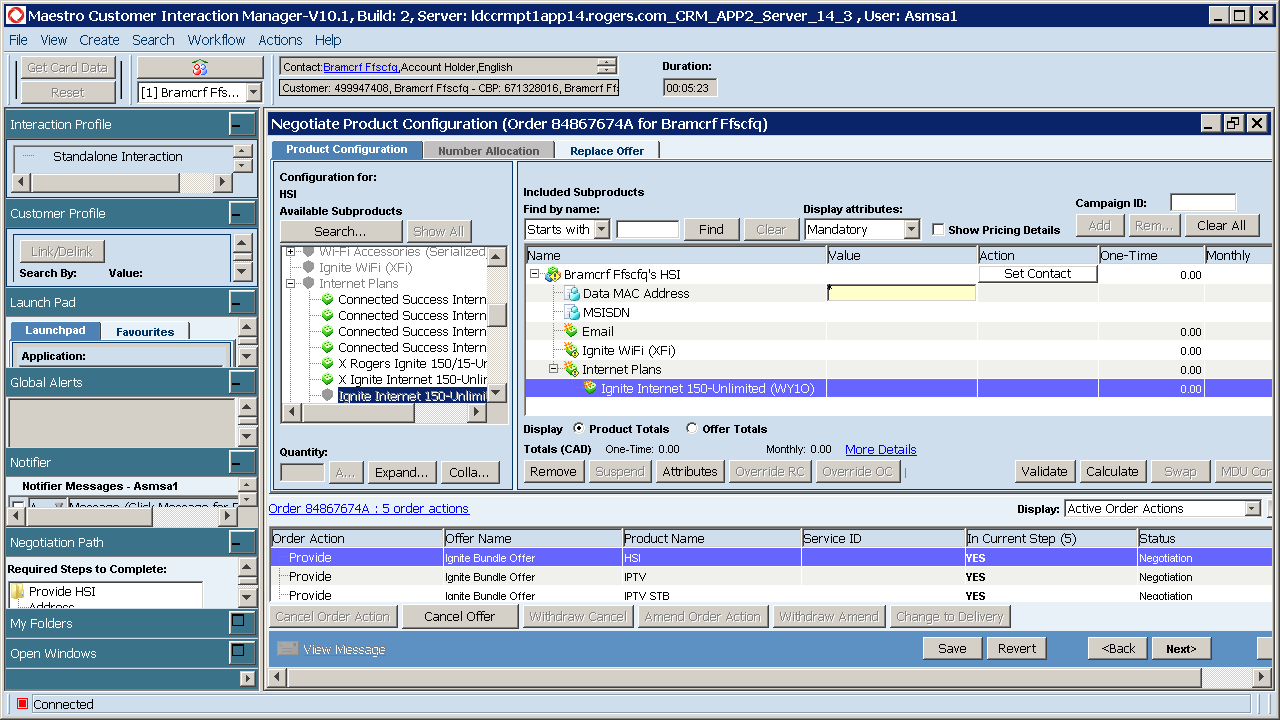 Maestro Customer Interaction Manager-V10.1, Build: 2, Server: ldccrmpt1app14.rogers.com_CRM_APP2_Server_14_3 , User: Asmsa1
File View Create Search Workflow Actions Help
Get Card Data
Reset
[1] Bramcrf Ffs...
Contact:Bramcrf Ffscfq,Account Holder,English
Customer: 499947408, Bramcrf Ffscfq - CBP: 671328016, Bramcrf Ff
Duration:
00:05:23
Interaction Profile
Standalone Interaction
Customer Profile
Link/Delink
Search By: Value:
Launch Pad
Launchpad Favourites
Application:
Global Alerts
Notifier
Notifier Messages - Asmsa1
Negotiation Path
Required Steps to Complete:
Provide HSI
Address
My Folders
Open Windows
Negotiate Product Configuration (Order 84867674A for Bramcrf Ffscfq)
Product Configuration Number Allocation Replace Offer
Configuration for:
HSI
Available Subproducts
Search... Show All
Wi-Fi Accessories (Serialized
Ignite WiFi (XFi)
Internet Plans
Connected Success Intern
Connected Success Intern
Connected Success Intern
Connected Success Intern
X Rogers Ignite 150/15-Ur
X Ignite Internet 150-Unlir
Ignite Internet 150-Unlimi
Quantity:
A... Expand... Colla...
Included Subproducts
Find by name: Display attributes: Campaign ID:
Starts with Find Clear Mandatory Show Pricing Details Add Rem... Clear All
Name Value Action One-Time Monthly
Bramcrf Ffscfq's HSI Set Contact 0.00
Data MAC Address
MSISDN
Email 0.00
Ignite WiFi (XFi) 0.00
Internet Plans 0.00
Ignite Internet 150-Unlimited (WY1O) 0.00
Display Product Totals Offer Totals
Totals (CAD) One-Time: 0.00 Monthly: 0.00 More Details
Remove Suspend Attributes Override RC Override OC Validate Calculate Swap MDU Cor
Order 84867674A : 5 order actions
Display: Active Order Actions
Order Action Offer Name Product Name Service ID In Current Step (5) Status
Provide Ignite Bundle Offer HSI YES Negotiation
Provide Ignite Bundle Offer IPTV YES Negotiation
Provide Ignite Bundle Offer IPTV STB YES Negotiation
Cancel Order Action Cancel Offer Withdraw Cancel Amend Order Action Withdraw Amend Change to Delivery
View Message
Save Revert <Back Next>
Connected